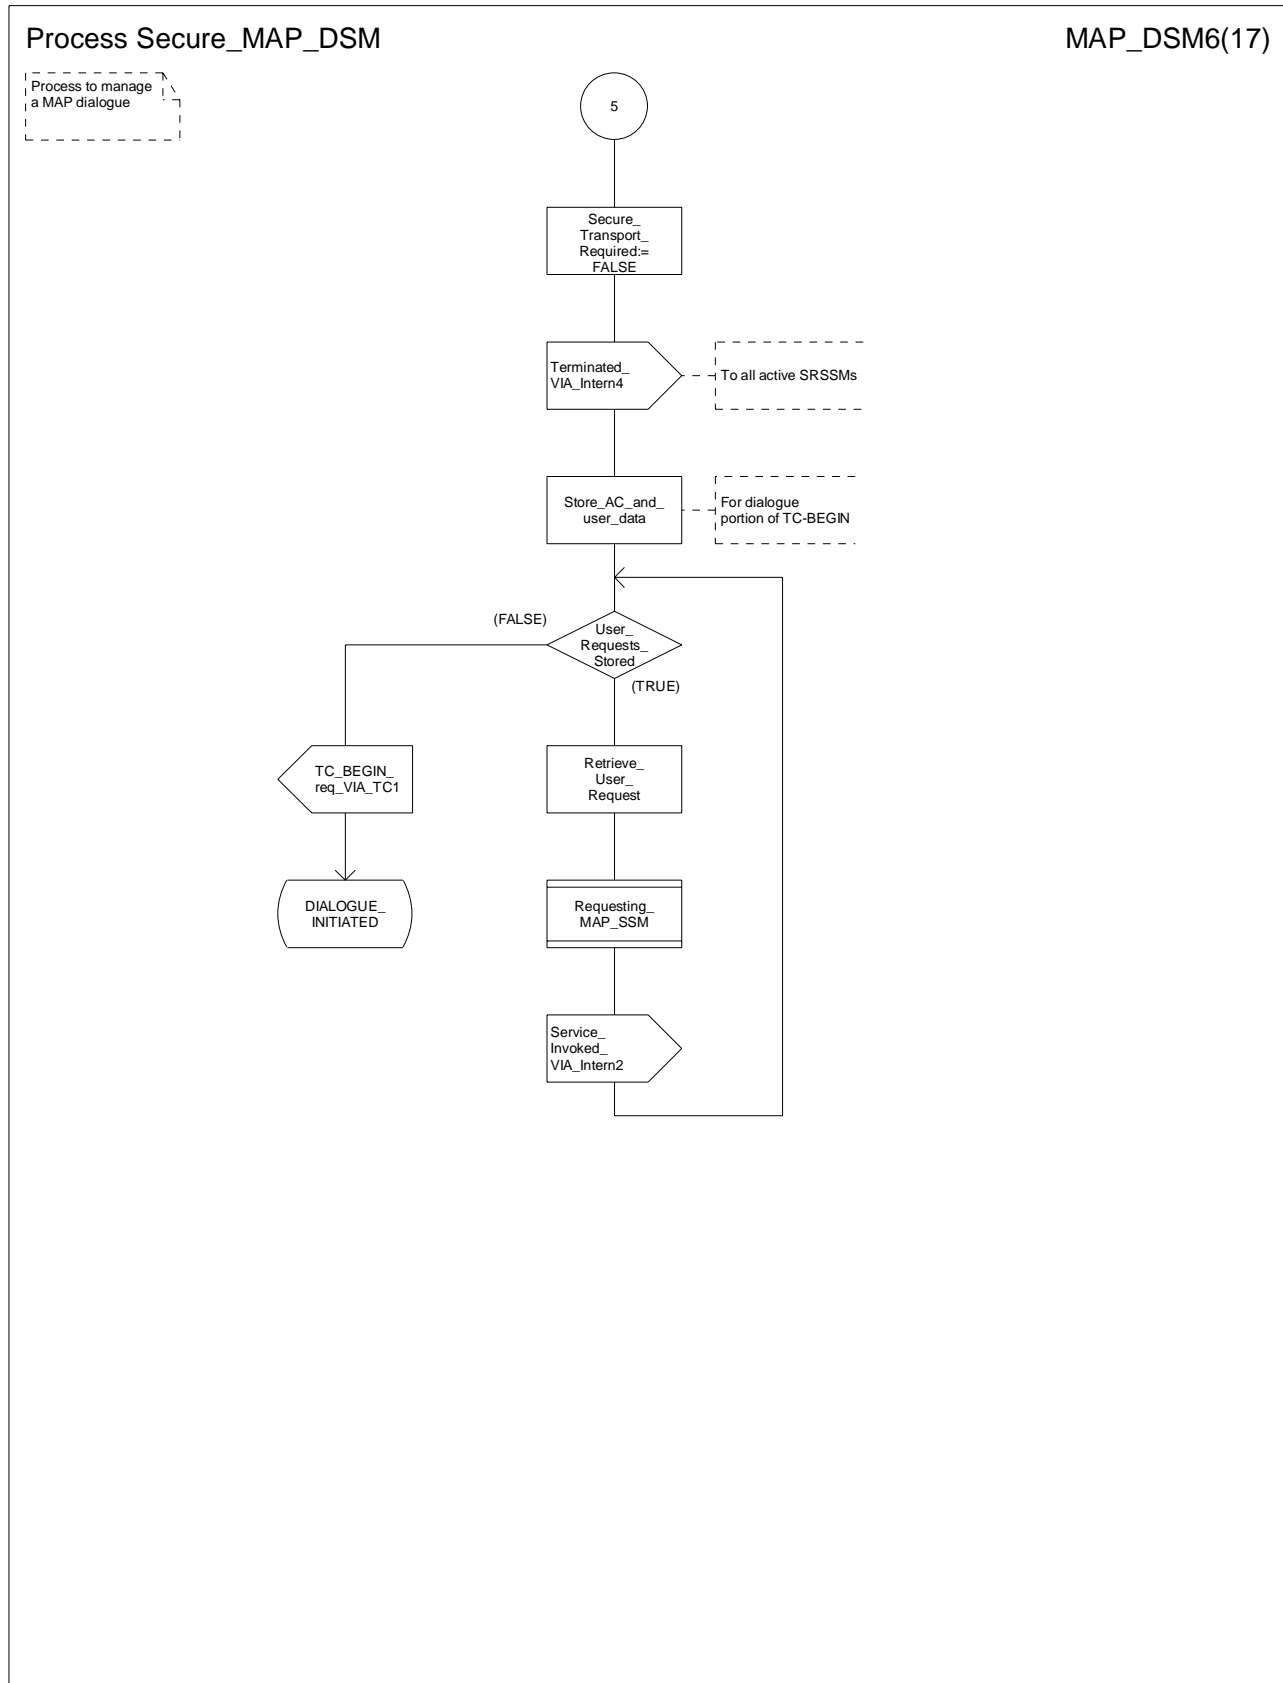 Process Secure_MAP_DSM
MAP_DSM6(17)
Process to manage
a MAP dialogue
5
Secure_
Transport_
Required:=
FALSE
Terminated_
VIA_Intern4
To all active SRSSMs
Store_AC_and_
user_data
For dialogue
portion of TC-BEGIN
(FALSE)
User_
Requests_
Stored
(TRUE)
TC_BEGIN_
req_VIA_TC1
Retrieve_
User_
Request
DIALOGUE_
INITIATED
Requesting_
MAP_SSM
Service_
Invoked_
VIA_Intern2